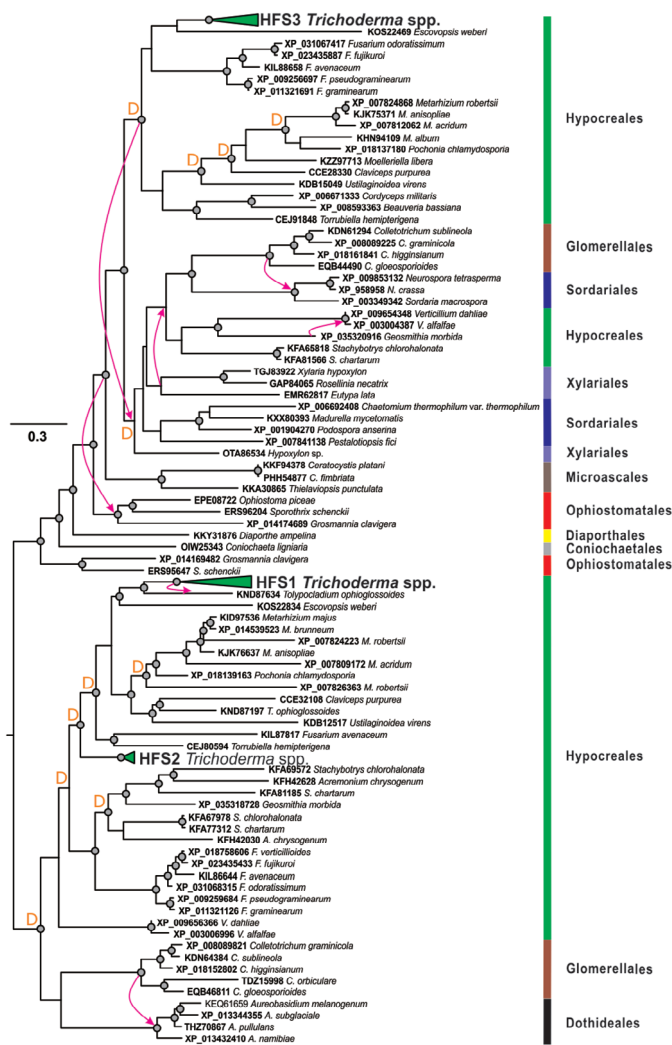 HFS3 Trichoderma spp.
KOS22469 Escovopsis weberi
XP_031067417 Fusarium odoratissimum
XP_023435887 F. fujikuroi
KIL88658 F. avenaceum
XP_009256697 F. pseudograminearum
XP_011321691 F. graminearum
D
XP_007824868 Metarhizium robertsii
KJK75371 M. anisopliae
XP_007812062 M. acridum
Hypocreales
D
KHN94109 M. album
D
XP_018137180 Pochonia chlamydosporia
D
KZZ97713 Moelleriella libera
CCE28330 Claviceps purpurea
KDB15049 Ustilaginoidea virens
XP_006671333 Cordyceps militaris
XP_008593363 Beauveria bassiana
CEJ91848 Torrubiella hemipterigena
KDN61294 Colletotrichum sublineola
XP_008089225 C. graminicola
Glomerellales
XP_018161841 C. higginsianum
EQB44490 C. gloeosporioides
XP_009853132 Neurospora tetrasperma
XP_958958 N. crassa
Sordariales
XP_003349342 Sordaria macrospora
XP_009654348 Verticillium dahliae
XP_003004387 V. alfalfae
XP_035320916 Geosmithia morbida
Hypocreales
KFA65818 Stachybotrys chlorohalonata
KFA81566 S. chartarum
TGJ83922 Xylaria hypoxylon
GAP84065 Rosellinia necatrix
Xylariales
EMR62817 Eutypa lata
XP_006692408 Chaetomium thermophilum var. thermophilum
KXX80393 Madurella mycetomatis
Sordariales
0.3
XP_001904270 Podospora anserina
D
XP_007841138 Pestalotiopsis fici
OTA86534 Hypoxylon sp.
Xylariales
KKF94378 Ceratocystis platani
PHH54877 C. fimbriata
Microascales
KKA30865 Thielaviopsis punctulata
EPE08722 Ophiostoma piceae
ERS96204 Sporothrix schenckii
Ophiostomatales
XP_014174689 Grosmannia clavigera
KKY31876 Diaporthe ampelina
Diaporthales
OIW25343 Coniochaeta ligniaria
Coniochaetales
XP_014169482 Grosmannia clavigera
Ophiostomatales
ERS95647 S. schenckii
HFS1 Trichoderma spp.
KND87634 Tolypocladium ophioglossoides
KOS22834 Escovopsis weberi
KID97536 Metarhizium majus
XP_014539523 M. brunneum
XP_007824223 M. robertsii
KJK76637 M. anisopliae
D
XP_007809172 M. acridum
XP_018139163 Pochonia chlamydosporia
D
XP_007826363 M. robertsii
CCE32108 Claviceps purpurea
KND87197 T. ophioglossoides
D
KDB12517 Ustilaginoidea virens
KIL87817 Fusarium avenaceum
CEJ80594 Torrubiella hemipterigena
Hypocreales
HFS2 Trichoderma spp.
KFA69572 Stachybotrys chlorohalonata
D
KFH42628 Acremonium chrysogenum
KFA81185 S. chartarum
D
XP_035318728 Geosmithia morbida
KFA67978 S. chlorohalonata
KFA77312 S. chartarum
KFH42030 A. chrysogenum
XP_018758606 F. verticillioides
XP_023435433 F. fujikuroi
KIL86644 F. avenaceum
XP_031068315 F. odoratissimum
XP_009259684 F. pseudograminearum
XP_011321126 F. graminearum
D
XP_009656366 V. dahliae
XP_003006996 V. alfalfae
XP_008089821 Colletotrichum graminicola
KDN64384 C. sublineola
XP_018152802 C. higginsianum
Glomerellales
TDZ15998 C. orbiculare
EQB46811 C. gloeosporioides
KEQ61659 Aureobasidium melanogenum
XP_013344355 A. subglaciale
Dothideales
THZ70867 A. pullulans
XP_013432410 A. namibiae